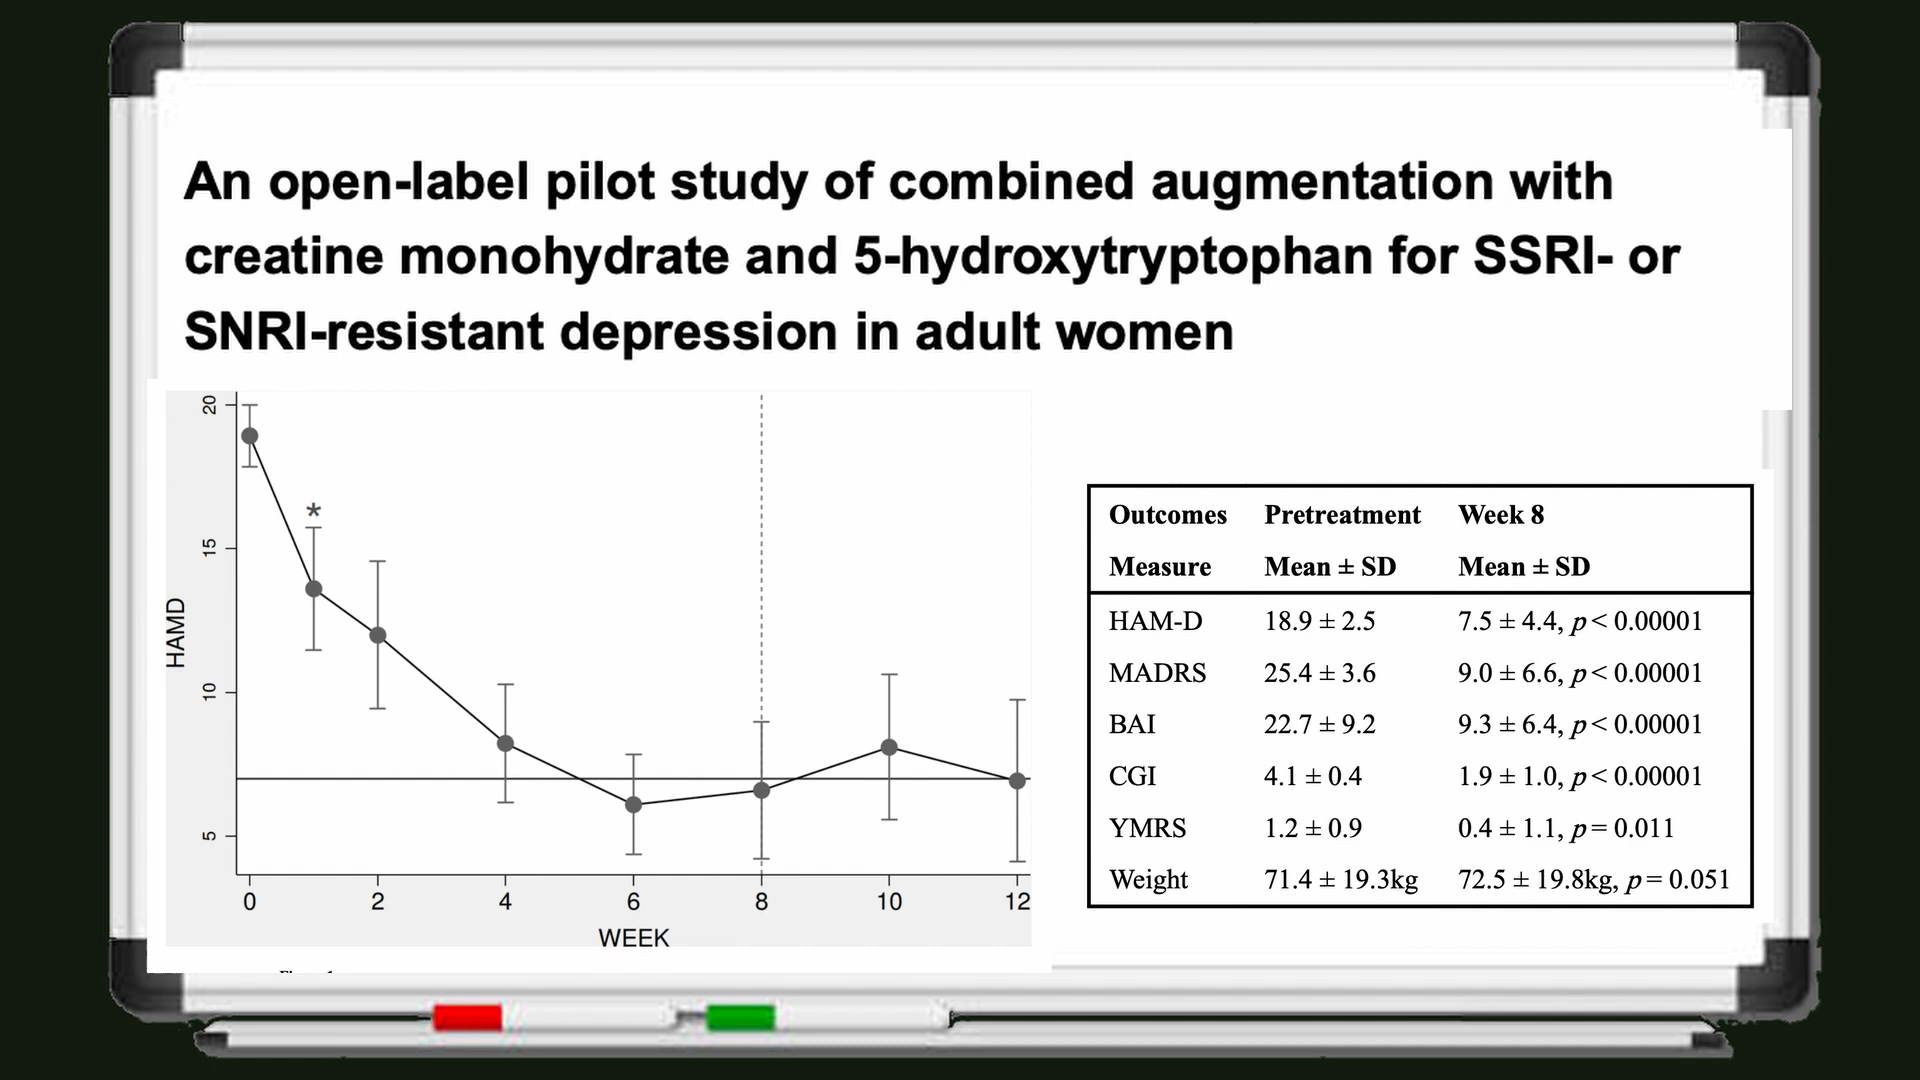 An open-label pilot study of combined augmentation with
creatine monohydrate and 5-hydroxytryptophan for SSRI- or
SNRI-resistant depression in adult women
20
15
10
5
HAMD
*
0 2 4 6 8 10 12
WEEK
Outcomes Pretreatment Week 8
Measure Mean ± SD Mean ± SD
HAM-D 18.9 ± 2.5 7.5 ± 4.4, p < 0.00001
MADRS 25.4 ± 3.6 9.0 ± 6.6, p < 0.00001
BAI 22.7 ± 9.2 9.3 ± 6.4, p < 0.00001
CGI 4.1 ± 0.4 1.9 ± 1.0, p < 0.00001
YMRS 1.2 ± 0.9 0.4 ± 1.1, p = 0.011
Weight 71.4 ± 19.3kg 72.5 ± 19.8kg, p = 0.051